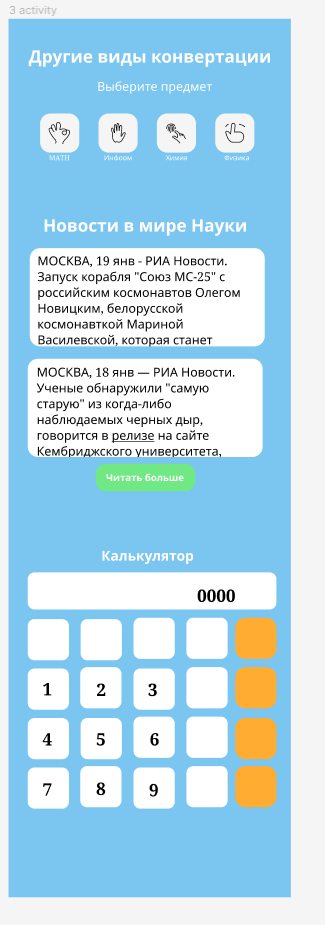 3 activity
Другие виды конвертации
Выберите предмет
МАТН Информ Химия Физика
Новости в мире Науки
МОСКВА, 19 янв - РИА Новости.
Запуск корабля "Союз МС-25" с
российским космонавтов Олегом
Новицким, белорусской
космонавткой Мариной
Василевской, которая станет
МОСКВА, 18 янв — РИА Новости.
Ученые обнаружили "самую
старую" из когда-либо
наблюдаемых черных дыр,
говорится в релизе на сайте
Кембриджского университета,
Читать больше
Калькулятор
0000
1 2 3
4 5 6
7 8 9